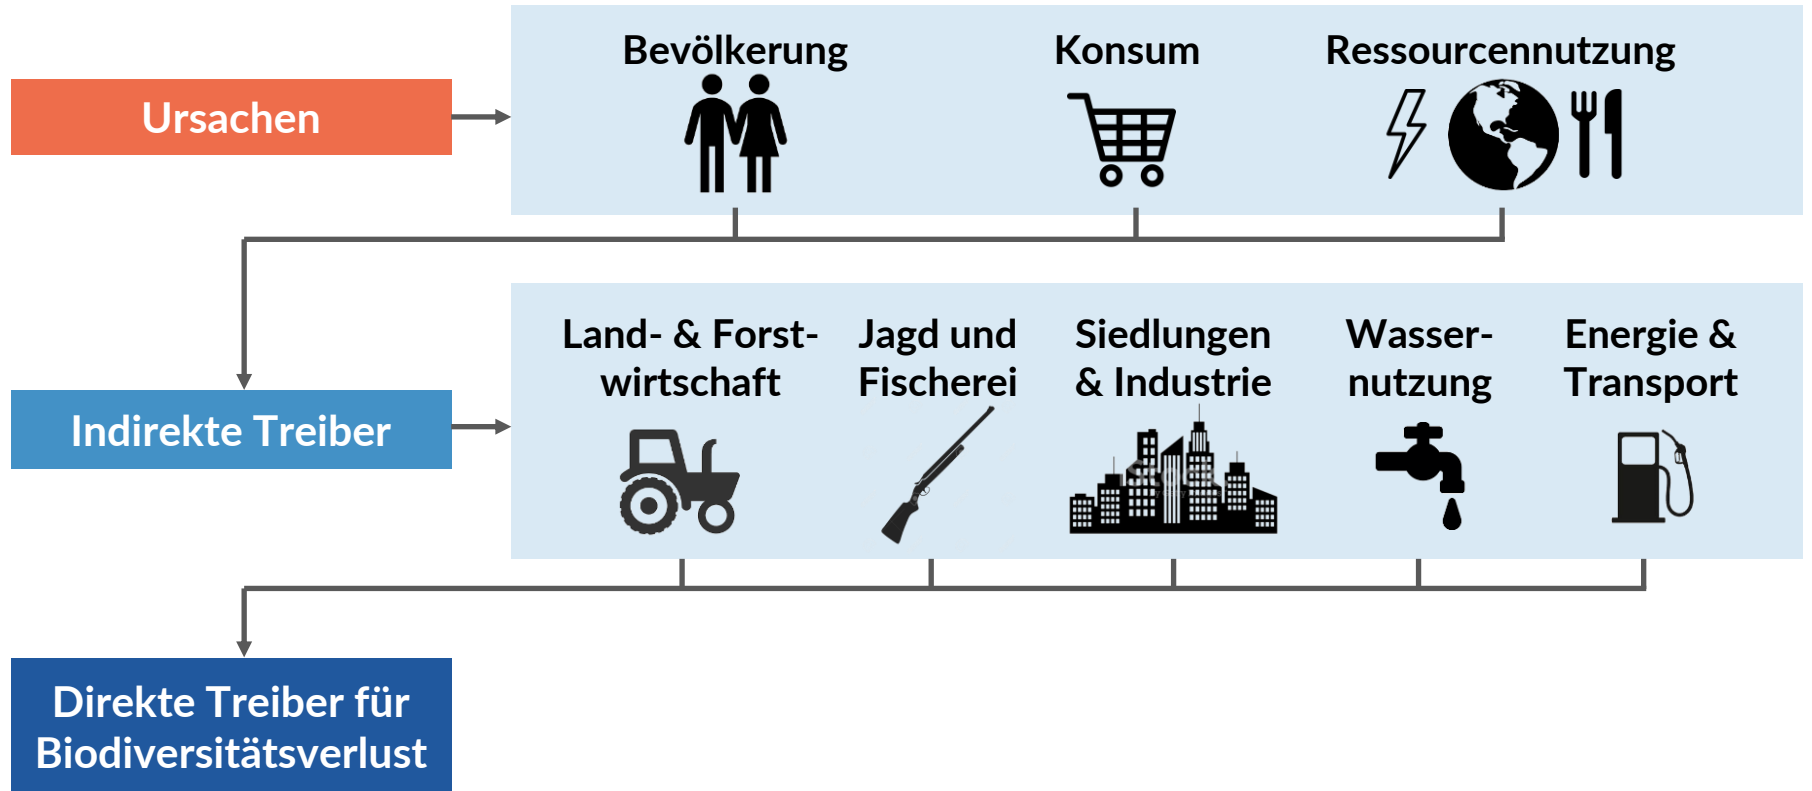 Bevölkerung
Konsum
Ressourcennutzung
Ursachen
Land- & Forst-
wirtschaft
Jagd und
Fischerei
Siedlungen
& Industrie
Wasser-
nutzung
Energie &
Transport
Indirekte Treiber
Direkte Treiber für
Biodiversitätsverlust